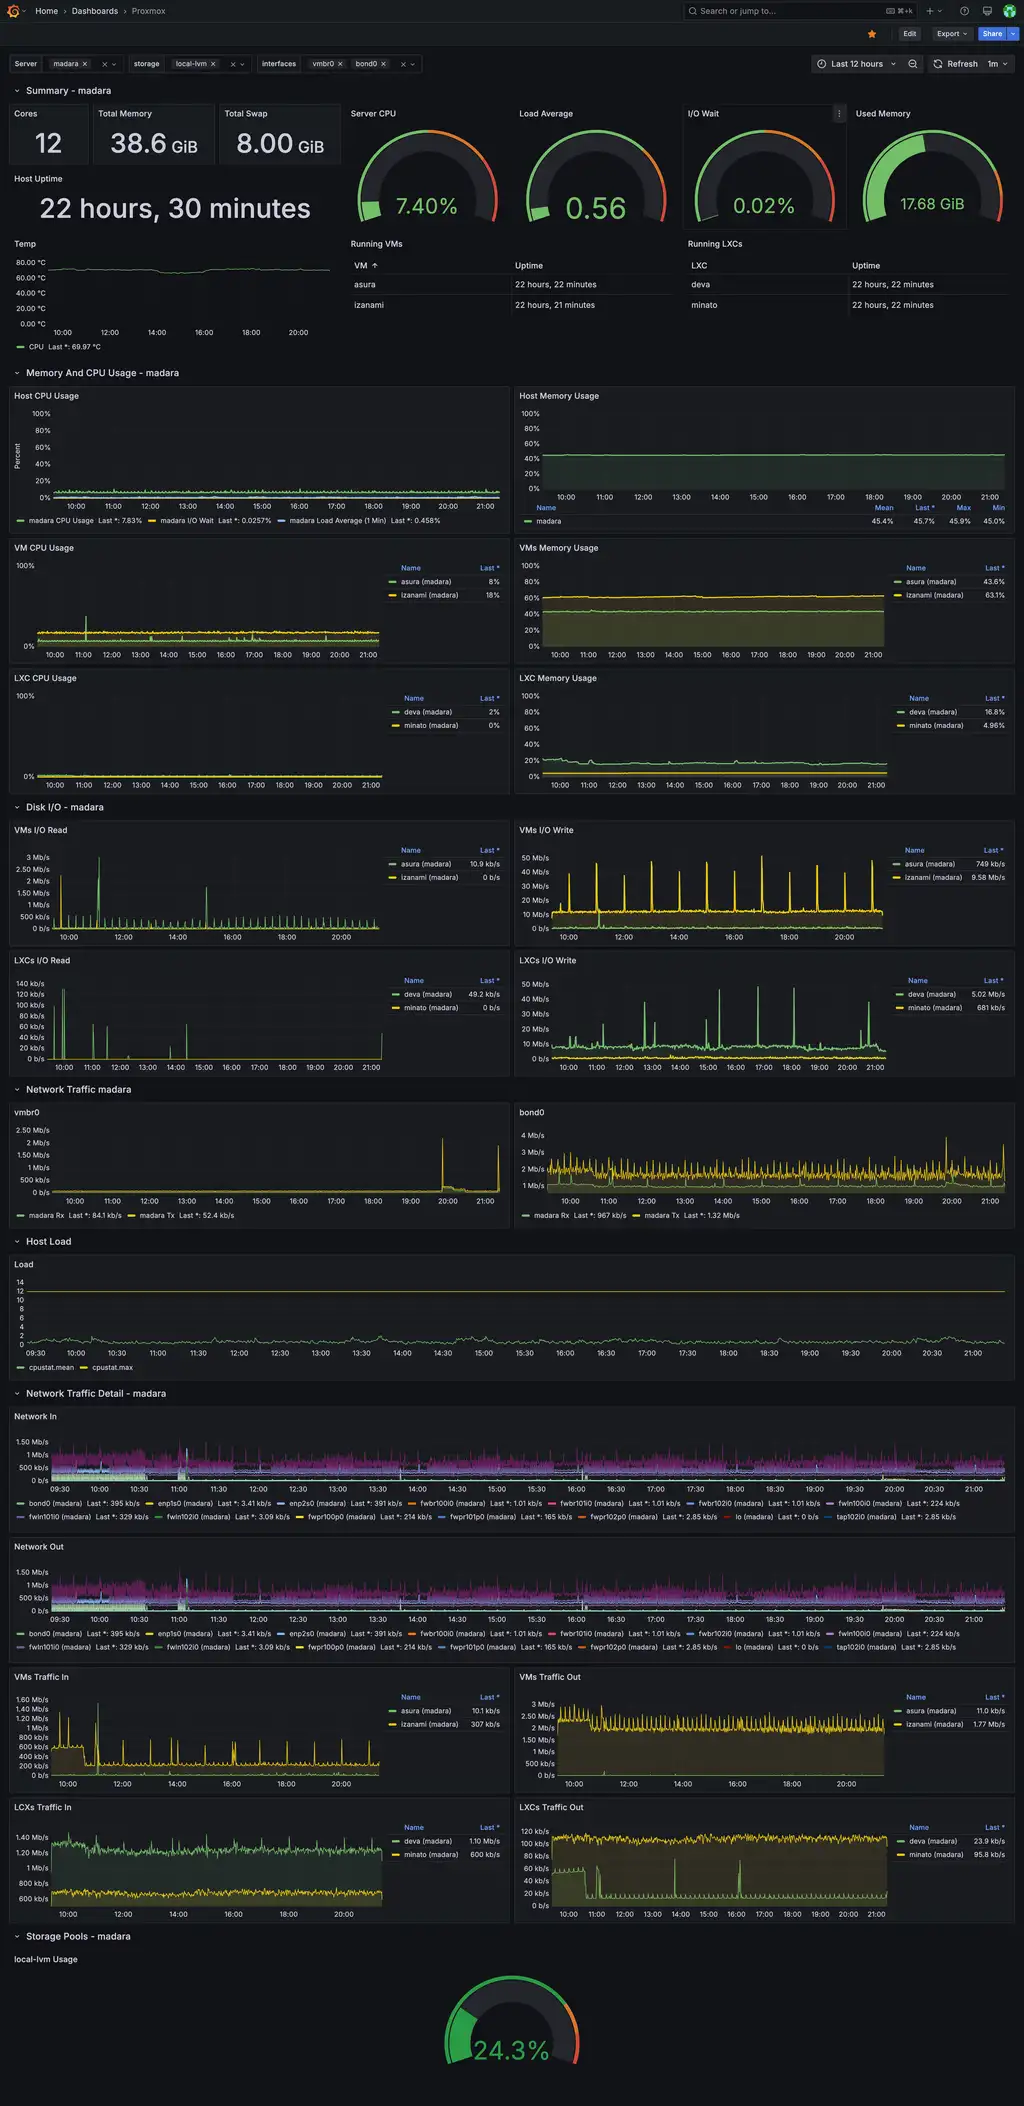 Home › Dashboards › Proxmox
Search or jump to... ⌘+k
Edit Export Share
Server madara storage local-lvm interfaces vmbr0 bond0 Last 12 hours Refresh 1m
Summary - madara
Cores
12
Total Memory
38.6 GiB
Total Swap
8.00 GiB
Host Uptime
22 hours, 30 minutes
Server CPU
7.40%
Load Average
0.56
I/O Wait
0.02%
Used Memory
17.68 GiB
Temp
80.00 °C
60.00 °C
40.00 °C
20.00 °C
0.00 °C
10:00 12:00 14:00 16:00 18:00 20:00
CPU Last *: 69.97 °C
Running VMs
VM ↑ Uptime
asura 22 hours, 22 minutes
izanami 22 hours, 21 minutes
Running LXCs
LXC Uptime
deva 22 hours, 22 minutes
minato 22 hours, 22 minutes
Memory And CPU Usage - madara
Host CPU Usage
Percent
100%
80%
60%
40%
20%
0%
10:00 11:00 12:00 13:00 14:00 15:00 16:00 17:00 18:00 19:00 20:00 21:00
madara CPU Usage Last *: 7.83% madara I/O Wait Last *: 0.0257% madara Load Average (1 Min) Last *: 0.458%
Host Memory Usage
100%
80%
60%
40%
20%
0%
10:00 11:00 12:00 13:00 14:00 15:00 16:00 17:00 18:00 19:00 20:00 21:00
Name Mean Last * Max Min
madara 45.4% 45.7% 45.9% 45.0%
VM CPU Usage
100%
0%
10:00 11:00 12:00 13:00 14:00 15:00 16:00 17:00 18:00 19:00 20:00 21:00
Name Last *
asura (madara) 8%
izanami (madara) 18%
VMs Memory Usage
100%
80%
60%
40%
20%
0%
10:00 11:00 12:00 13:00 14:00 15:00 16:00 17:00 18:00 19:00 20:00 21:00
Name Last *
asura (madara) 43.6%
izanami (madara) 63.1%
LXC CPU Usage
100%
0%
10:00 11:00 12:00 13:00 14:00 15:00 16:00 17:00 18:00 19:00 20:00 21:00
Name Last *
deva (madara) 2%
minato (madara) 0%
LXC Memory Usage
100%
80%
60%
40%
20%
0%
10:00 11:00 12:00 13:00 14:00 15:00 16:00 17:00 18:00 19:00 20:00 21:00
Name Last *
deva (madara) 16.8%
minato (madara) 4.96%
Disk I/O - madara
VMs I/O Read
3 Mb/s
2.50 Mb/s
2 Mb/s
1.50 Mb/s
1 Mb/s
500 kb/s
0 b/s
10:00 12:00 14:00 16:00 18:00 20:00
Name Last *
asura (madara) 10.9 kb/s
izanami (madara) 0 b/s
VMs I/O Write
50 Mb/s
40 Mb/s
30 Mb/s
20 Mb/s
10 Mb/s
0 b/s
10:00 12:00 14:00 16:00 18:00 20:00
Name Last *
asura (madara) 749 kb/s
izanami (madara) 9.58 Mb/s
LXCs I/O Read
140 kb/s
120 kb/s
100 kb/s
80 kb/s
60 kb/s
40 kb/s
20 kb/s
0 b/s
10:00 11:00 12:00 13:00 14:00 15:00 16:00 17:00 18:00 19:00 20:00 21:00
Name Last *
deva (madara) 49.2 kb/s
minato (madara) 0 b/s
LXCs I/O Write
50 Mb/s
40 Mb/s
30 Mb/s
20 Mb/s
10 Mb/s
0 b/s
10:00 11:00 12:00 13:00 14:00 15:00 16:00 17:00 18:00 19:00 20:00 21:00
Name Last *
deva (madara) 5.02 Mb/s
minato (madara) 681 kb/s
Network Traffic madara
vmbr0
2.50 Mb/s
2 Mb/s
1.50 Mb/s
1 Mb/s
500 kb/s
0 b/s
10:00 11:00 12:00 13:00 14:00 15:00 16:00 17:00 18:00 19:00 20:00 21:00
madara Rx Last *: 84.1 kb/s madara Tx Last *: 52.4 kb/s
bond0
4 Mb/s
3 Mb/s
2 Mb/s
1 Mb/s
10:00 11:00 12:00 13:00 14:00 15:00 16:00 17:00 18:00 19:00 20:00 21:00
madara Rx Last *: 967 kb/s madara Tx Last *: 1.32 Mb/s
Host Load
Load
14
12
10
8
6
4
2
0
09:30 10:00 10:30 11:00 11:30 12:00 12:30 13:00 13:30 14:00 14:30 15:00 15:30 16:00 16:30 17:00 17:30 18:00 18:30 19:00 19:30 20:00 20:30 21:00
cpustat.mean cpustat.max
Network Traffic Detail - madara
Network In
1.50 Mb/s
1 Mb/s
500 kb/s
0 b/s
09:30 10:00 10:30 11:00 11:30 12:00 12:30 13:00 13:30 14:00 14:30 15:00 15:30 16:00 16:30 17:00 17:30 18:00 18:30 19:00 19:30 20:00 20:30 21:00
bond0 (madara) Last *: 395 kb/s enp1s0 (madara) Last *: 3.41 kb/s enp2s0 (madara) Last *: 391 kb/s fwbr100i0 (madara) Last *: 1.01 kb/s fwbr101i0 (madara) Last *: 1.01 kb/s fwbr102i0 (madara) Last *: 1.01 kb/s fwln100i0 (madara) Last *: 224 kb/s
fwln101i0 (madara) Last *: 329 kb/s fwln102i0 (madara) Last *: 3.09 kb/s fwpr100p0 (madara) Last *: 214 kb/s fwpr101p0 (madara) Last *: 165 kb/s fwpr102p0 (madara) Last *: 2.85 kb/s lo (madara) Last *: 0 b/s tap102i0 (madara) Last *: 2.85 kb/s
Network Out
1.50 Mb/s
1 Mb/s
500 kb/s
0 b/s
09:30 10:00 10:30 11:00 11:30 12:00 12:30 13:00 13:30 14:00 14:30 15:00 15:30 16:00 16:30 17:00 17:30 18:00 18:30 19:00 19:30 20:00 20:30 21:00
bond0 (madara) Last *: 395 kb/s enp1s0 (madara) Last *: 3.41 kb/s enp2s0 (madara) Last *: 391 kb/s fwbr100i0 (madara) Last *: 1.01 kb/s fwbr101i0 (madara) Last *: 1.01 kb/s fwbr102i0 (madara) Last *: 1.01 kb/s fwln100i0 (madara) Last *: 224 kb/s
fwln101i0 (madara) Last *: 329 kb/s fwln102i0 (madara) Last *: 3.09 kb/s fwpr100p0 (madara) Last *: 214 kb/s fwpr101p0 (madara) Last *: 165 kb/s fwpr102p0 (madara) Last *: 2.85 kb/s lo (madara) Last *: 0 b/s tap102i0 (madara) Last *: 2.85 kb/s
VMs Traffic In
1.60 Mb/s
1.40 Mb/s
1.20 Mb/s
1 Mb/s
800 kb/s
600 kb/s
400 kb/s
200 kb/s
0 b/s
10:00 12:00 14:00 16:00 18:00 20:00
Name Last *
asura (madara) 10.1 kb/s
izanami (madara) 307 kb/s
VMs Traffic Out
3 Mb/s
2.50 Mb/s
2 Mb/s
1.50 Mb/s
1 Mb/s
500 kb/s
0 b/s
10:00 12:00 14:00 16:00 18:00 20:00
Name Last *
asura (madara) 11.0 kb/s
izanami (madara) 1.77 Mb/s
LCXs Traffic In
1.40 Mb/s
1.20 Mb/s
1 Mb/s
800 kb/s
600 kb/s
10:00 12:00 14:00 16:00 18:00 20:00
Name Last *
deva (madara) 1.10 Mb/s
minato (madara) 600 kb/s
LXCs Traffic Out
120 kb/s
100 kb/s
80 kb/s
60 kb/s
40 kb/s
20 kb/s
0 b/s
10:00 11:00 12:00 13:00 14:00 15:00 16:00 17:00 18:00 19:00 20:00 21:00
Name Last *
deva (madara) 23.9 kb/s
minato (madara) 95.8 kb/s
Storage Pools - madara
local-lvm Usage
24.3%